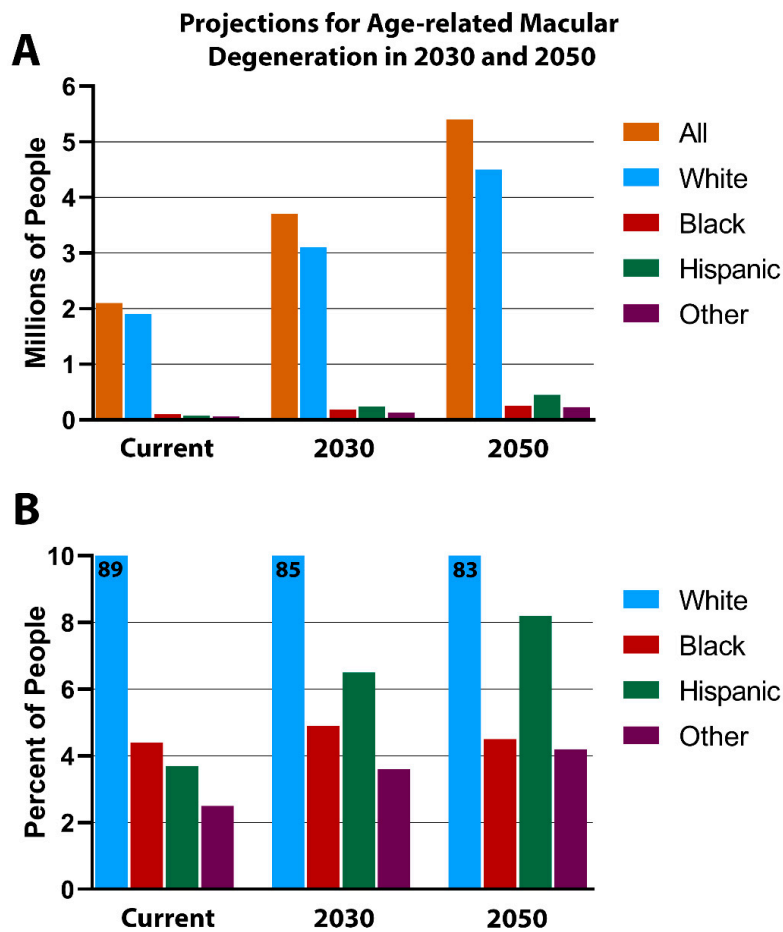 Projections for Age-related Macular
Degeneration in 2030 and 2050
A
Millions of People
6
5
4
3
2
1
0
Current 2030 2050
All
White
Black
Hispanic
Other
B
Percent of People
10
8
6
4
2
0
89 85 83
Current 2030 2050
White
Black
Hispanic
Other